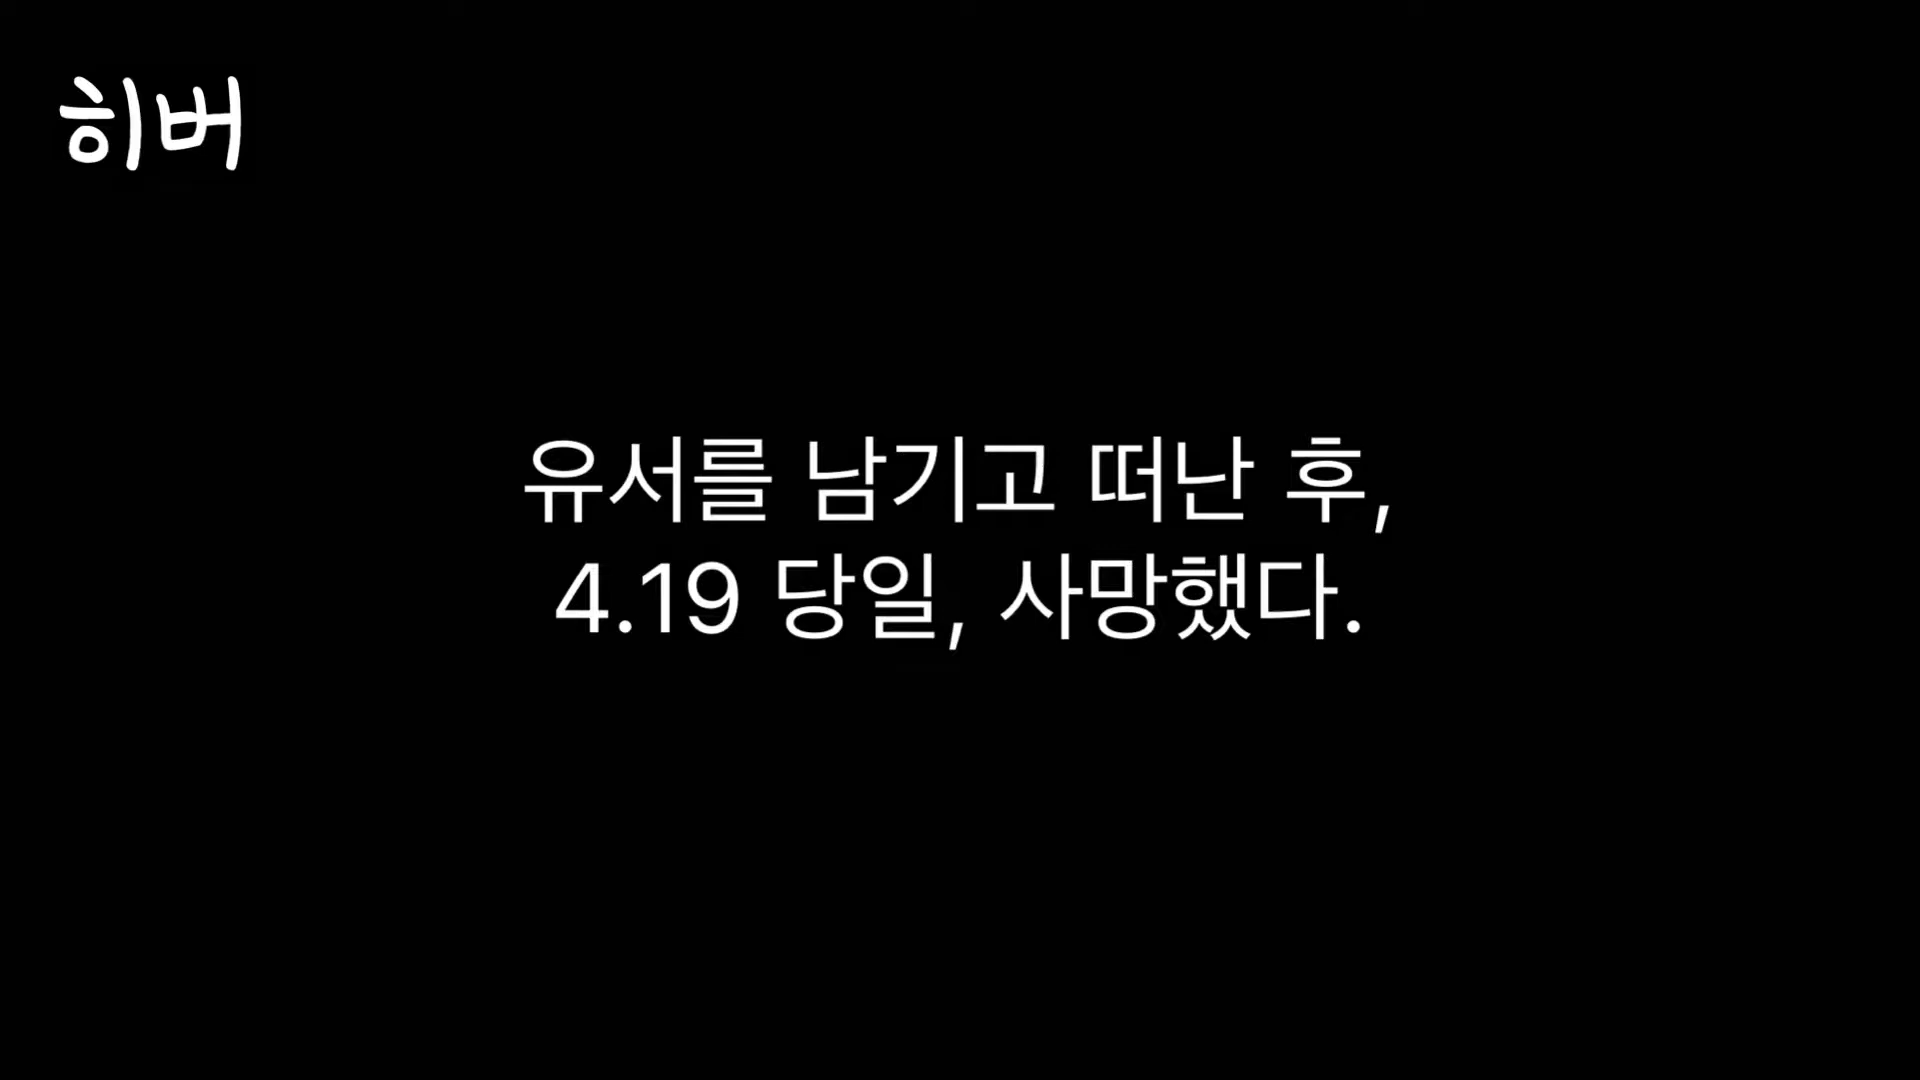 히버
유서를 남기고 떠난 후,
4.19 당일, 사망했다.